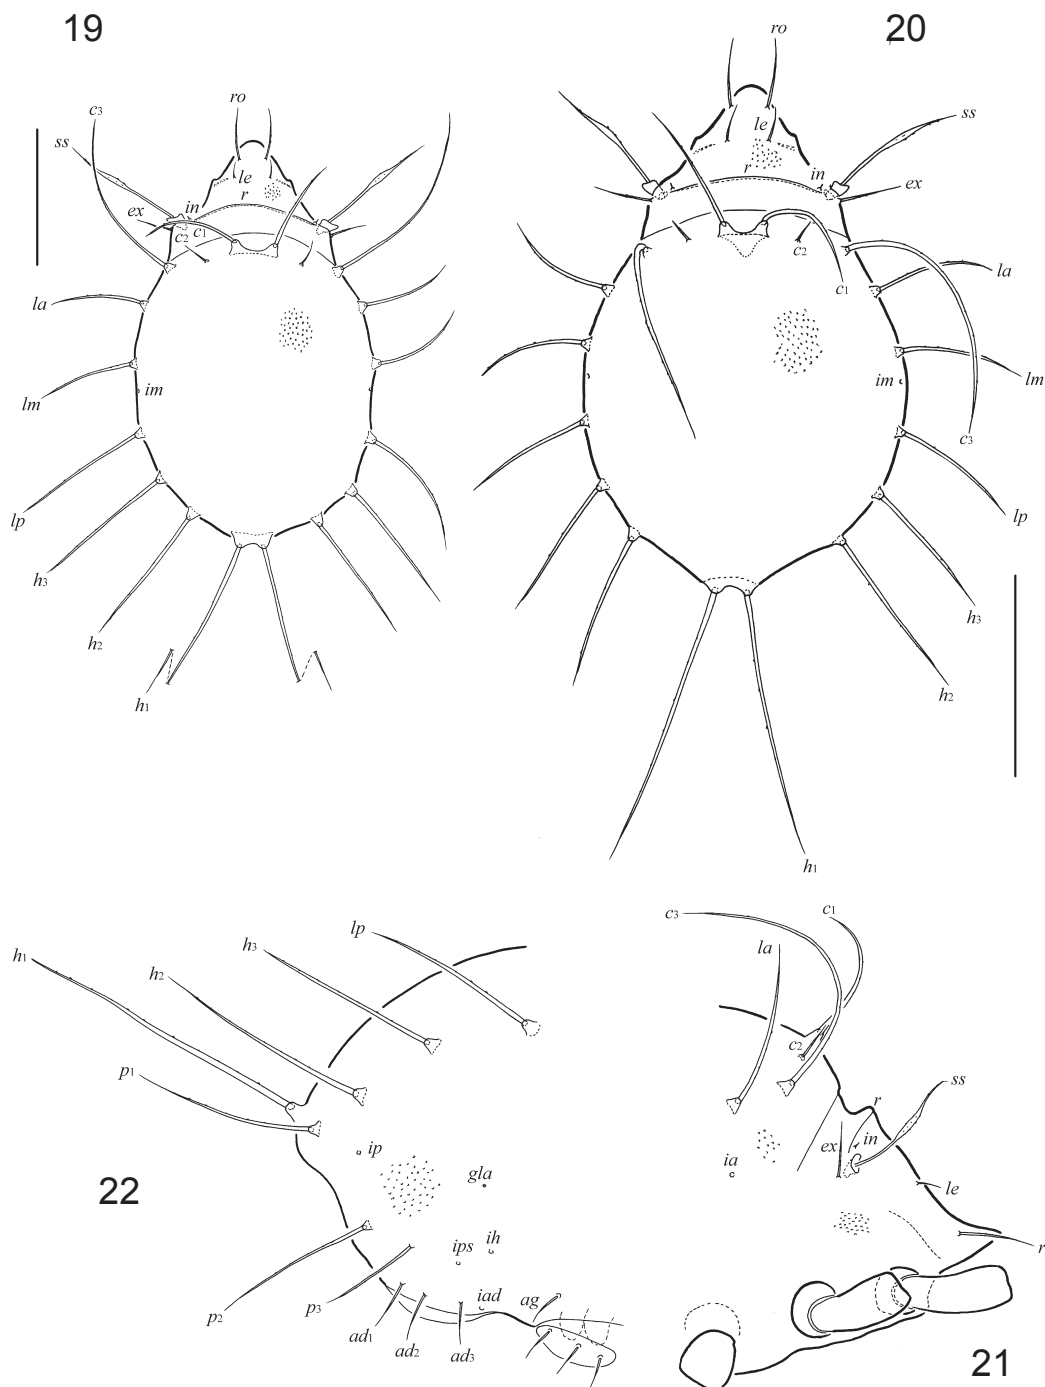 19
20
ro
c3
ss
le
r
in
ex
c2
c1
la
lm
im
lp
h3
h2
h1
ro
le
ss
r
in
ex
c2
c1
la
im
lm
c3
lp
h3
h2
h1
h1
h2
h3
lp
p1
ip
gla
22
ips
ih
p2
p3
iad
ag
ad1
ad2
ad3
c3
c1
la
c2
ss
r
in
ex
ia
le
r
21